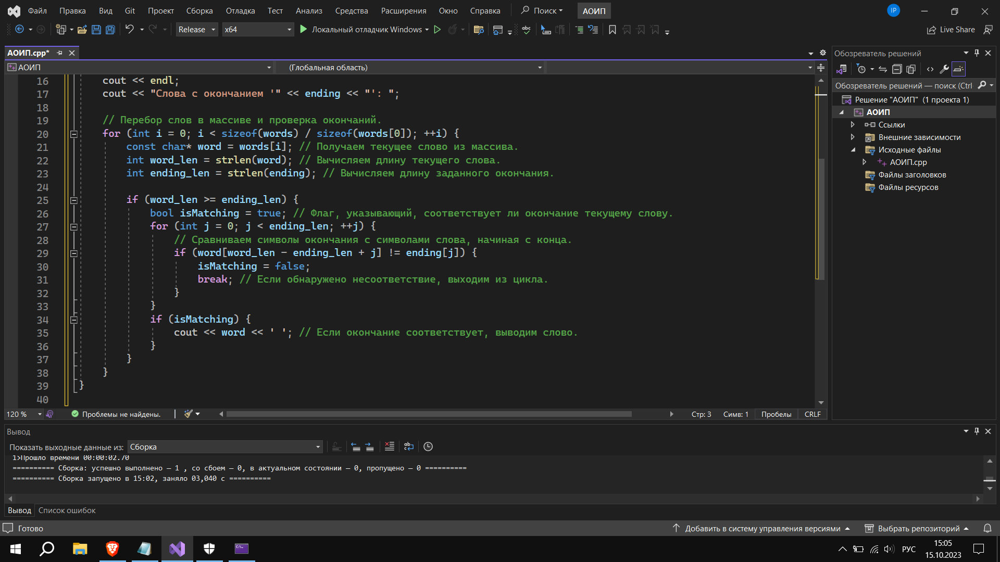 Файл Правка Вид Git Проект Сборка Отладка Тест Анализ Средства Расширения Окно Справка Поиск АОИП IP
Release x64 Локальный отладчик Windows Live Share
АОИП.cpp*
АОИП (Глобальная область)
16 cout << endl;
17 cout << "Слова с окончанием '" << ending << "': ";
18
19 // Перебор слов в массиве и проверка окончаний.
20 for (int i = 0; i < sizeof(words) / sizeof(words[0]); ++i) {
21 const char* word = words[i]; // Получаем текущее слово из массива.
22 int word_len = strlen(word); // Вычисляем длину текущего слова.
23 int ending_len = strlen(ending); // Вычисляем длину заданного окончания.
24
25 if (word_len >= ending_len) {
26 bool isMatching = true; // Флаг, указывающий, соответствует ли окончание текущему слову.
27 for (int j = 0; j < ending_len; ++j) {
28 // Сравниваем символы окончания с символами слова, начиная с конца.
29 if (word[word_len - ending_len + j] != ending[j]) {
30 isMatching = false;
31 break; // Если обнаружено несоответствие, выходим из цикла.
32 }
33 }
34 if (isMatching) {
35 cout << word << ' '; // Если окончание соответствует, выводим слово.
36 }
37 }
38 }
39 }
40
120 % Проблемы не найдены. Стр: 3 Симв: 1 Пробелы CRLF
Обозреватель решений
Обозреватель решений — поиск (Ctrl
Решение "АОИП" (1 проекта 1)
АОИП
Ссылки
Внешние зависимости
Исходные файлы
АОИП.cpp
Файлы заголовков
Файлы ресурсов
Вывод
Показать выходные данные из: Сборка
1>Прошло времени 00:00:02.70
========== Сборка: успешно выполнено — 1 , со сбоем — 0, в актуальном состоянии — 0, пропущено — 0 ==========
========== Сборка запущено в 15:02, заняло 03,040 с ==========
Вывод Список ошибок
Готово Добавить в систему управления версиями Выбрать репозиторий
РУС 15:05
15.10.2023